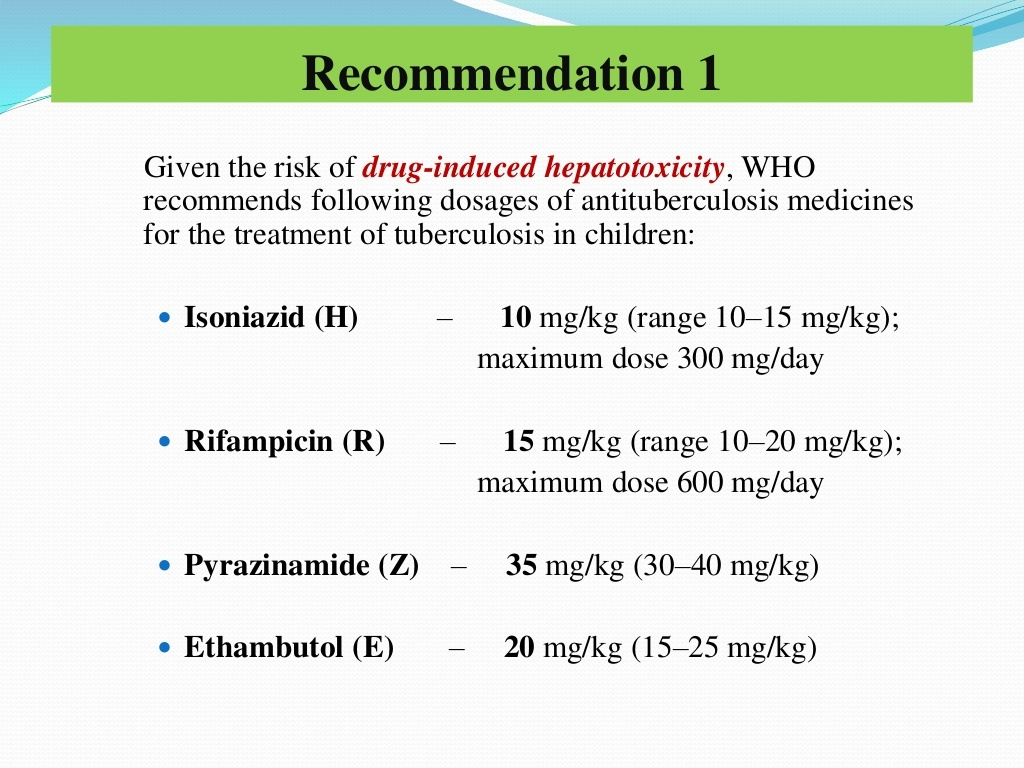 Recommendation 1
Given the risk of drug-induced hepatotoxicity, WHO
recommends following dosages of antituberculosis medicines
for the treatment of tuberculosis in children:
• Isoniazid (H) – 10 mg/kg (range 10–15 mg/kg);
maximum dose 300 mg/day
• Rifampicin (R) – 15 mg/kg (range 10–20 mg/kg);
maximum dose 600 mg/day
• Pyrazinamide (Z) – 35 mg/kg (30–40 mg/kg)
• Ethambutol (E) – 20 mg/kg (15–25 mg/kg)